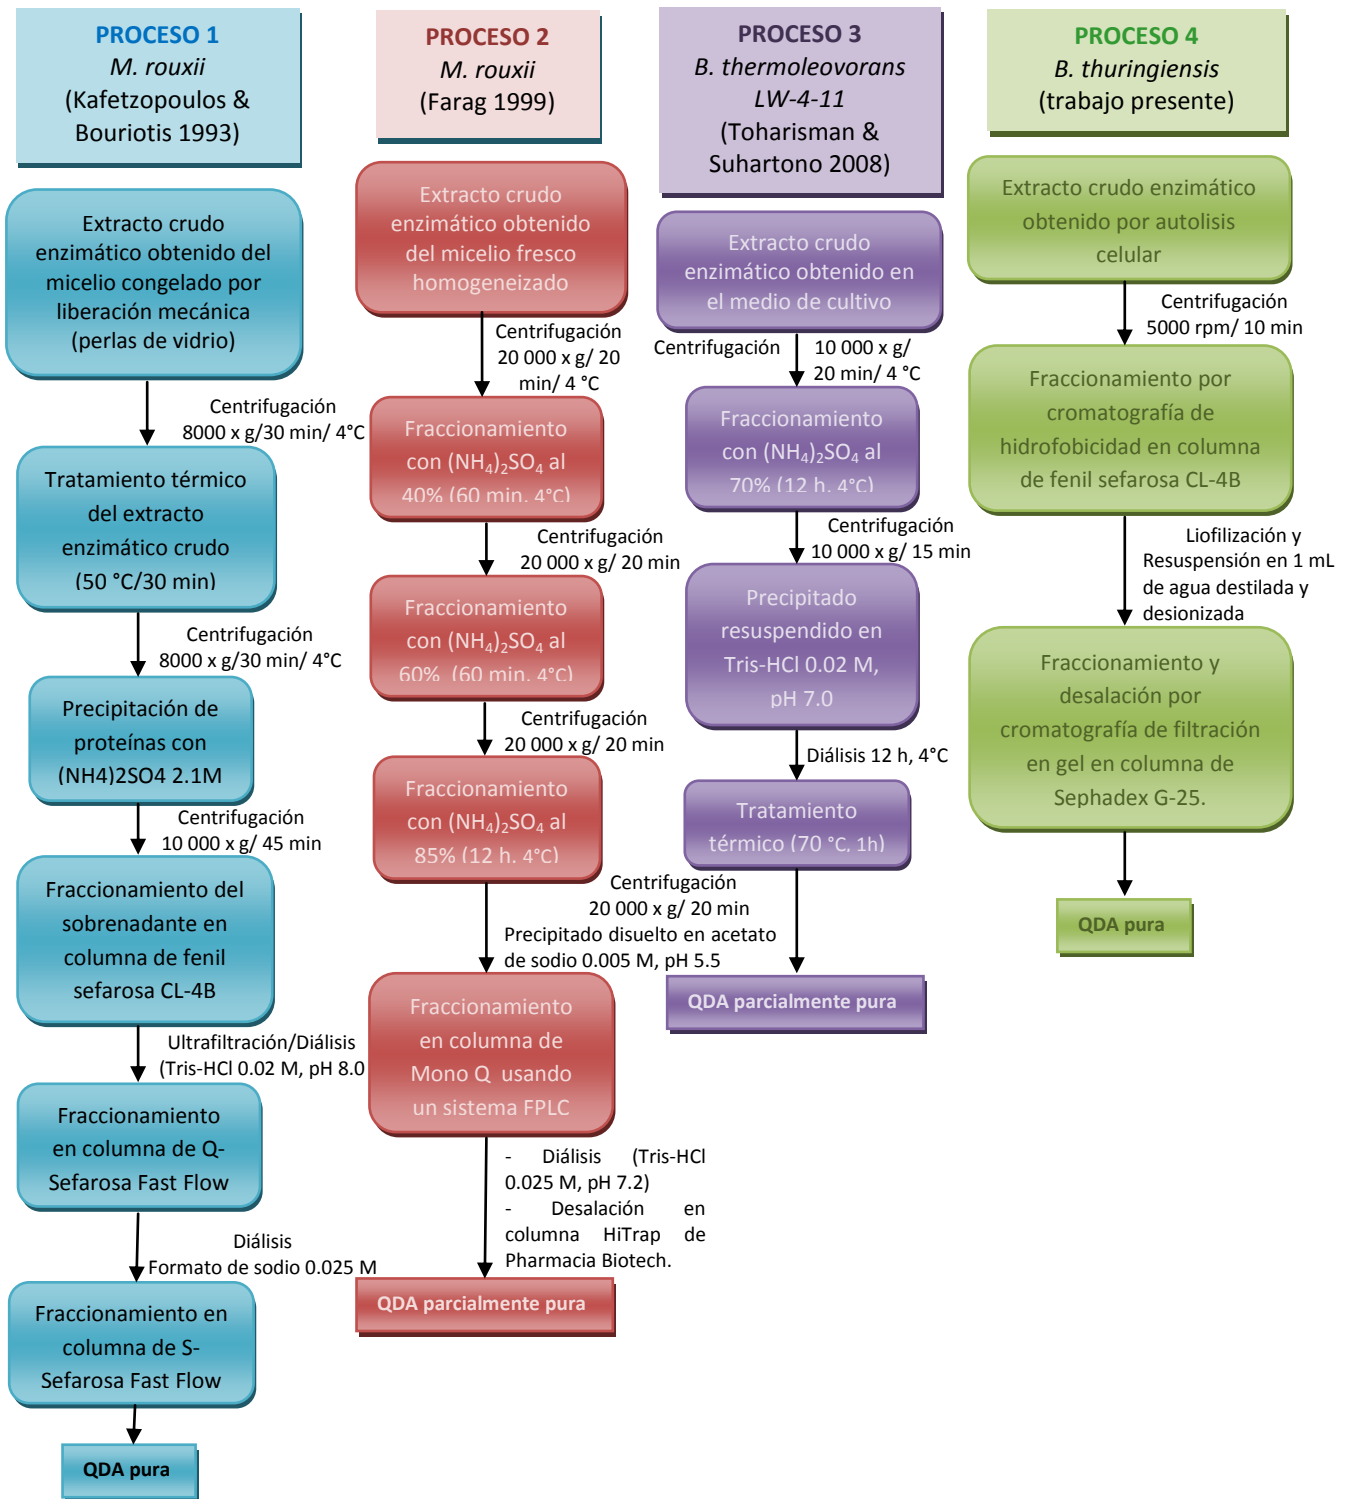 PROCESO 1
M. rouxii
(Kafetzopoulos &
Bouriotis 1993)
Extracto crudo
enzimático obtenido del
micelio congelado por
liberación mecánica
(perlas de vidrio)
Centrifugación
8000 x g/30 min/ 4°C
Tratamiento térmico
del extracto
enzimático crudo
(50 °C/30 min)
Centrifugación
8000 x g/30 min/ 4°C
Precipitación de
proteínas con
(NH4)2SO4 2.1M
Centrifugación
10 000 x g/ 45 min
Fraccionamiento del
sobrenadante en
columna de fenil
sefarosa CL-4B
Ultrafiltración/Diálisis
(Tris-HCl 0.02 M, pH 8.0
Fraccionamiento
en columna de Q-
Sefarosa Fast Flow
Diálisis
Formato de sodio 0.025 M
Fraccionamiento en
columna de S-
Sefarosa Fast Flow
QDA pura
PROCESO 2
M. rouxii
(Farag 1999)
Extracto crudo
enzimático obtenido
del micelio fresco
homogeneizado
Centrifugación
20 000 x g/ 20
min/ 4 °C
Fraccionamiento
con (NH₄)₂SO₄ al
40% (60 min, 4°C)
Centrifugación
20 000 x g/ 20 min
Fraccionamiento
con (NH₄)₂SO₄ al
60% (60 min, 4°C)
Centrifugación
20 000 x g/ 20 min
Fraccionamiento
con (NH₄)₂SO₄ al
85% (12 h, 4°C)
Centrifugación
20 000 x g/ 20 min
Precipitado disuelto en acetato
de sodio 0.005 M, pH 5.5
Fraccionamiento
en columna de
Mono Q usando
un sistema FPLC
- Diálisis (Tris-HCl
0.025 M, pH 7.2)
- Desalación en
columna HiTrap de
Pharmacia Biotech.
QDA parcialmente pura
PROCESO 3
B. thermoleovorans
LW-4-11
(Toharisman &
Suhartono 2008)
Extracto crudo
enzimático obtenido en
el medio de cultivo
Centrifugación
10 000 x g/
20 min/ 4 °C
Fraccionamiento
con (NH₄)₂SO₄ al
70% (12 h, 4°C)
Centrifugación
10 000 x g/ 15 min
Precipitado
resuspendido en
Tris-HCl 0.02 M,
pH 7.0
Diálisis 12 h, 4°C
Tratamiento
térmico (70 °C, 1h)
QDA parcialmente pura
PROCESO 4
B. thuringiensis
(trabajo presente)
Extracto crudo enzimático
obtenido por autolisis
celular
Centrifugación
5000 rpm/ 10 min
Fraccionamiento por
cromatografía de
hidrofobicidad en columna
de fenil sefarosa CL-4B
Liofilización y
Resuspensión en 1 mL
de agua destilada y
desionizada
Fraccionamiento y
desalación por
cromatografía de filtración
en gel en columna de
Sephadex G-25.
QDA pura